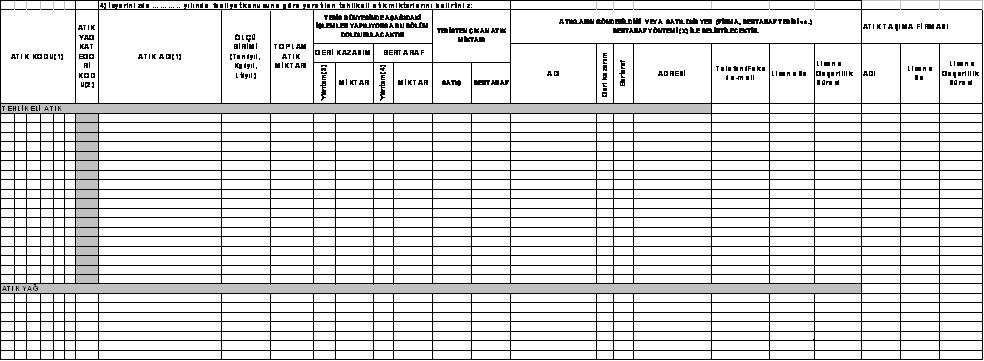 4) İşyerinizde ............ yılında faaliyet konusuna göre yaratılan tehlikeli atık miktarlarını belirtiniz:
ATIK KODU(1)
ATIK
YAĞ
KAT
EGO
Rİ
KOD
U(2)
ATIK ADI(1)
ÖLÇÜ
BİRİMİ
(Ton/yıl,
Kg/yıl,
Lt/yıl)
TOPLAM
ATIK
MİKTARI
TESİS BÜNYESİNDE AŞAĞIDAKİ
İŞLEMLER YAPILIYORSA BU BÖLÜM
DOLDURULACAKTIR
GERİ KAZANIM
BERTARAF
Yöntem(3)
MİKTAR
Yöntem(4)
MİKTAR
TESİSTEN ÇIKAN ATIK
MİKTARI
SATIŞ
BERTARAF
ATIKLARIN GÖNDERİLDİĞİ VEYA SATILDIĞI YER (FİRMA, BERTARAF TESİSİ vs.)
BERTARAF YÖNTEMİ (X) İLE BELİRTİLECEKTİR.
ADI
Geri kazanım
Bertaraf
ADRESİ
Telefon/Faks
/e-mail
Lisans No
Lisans
Geçerlilik
Süresi
ATIK TAŞIMA FİRMASI
ADI
Lisans
No
Lisans
Geçerlilik
Süresi
TEHLİKELİ ATIK
ATIK YAĞ